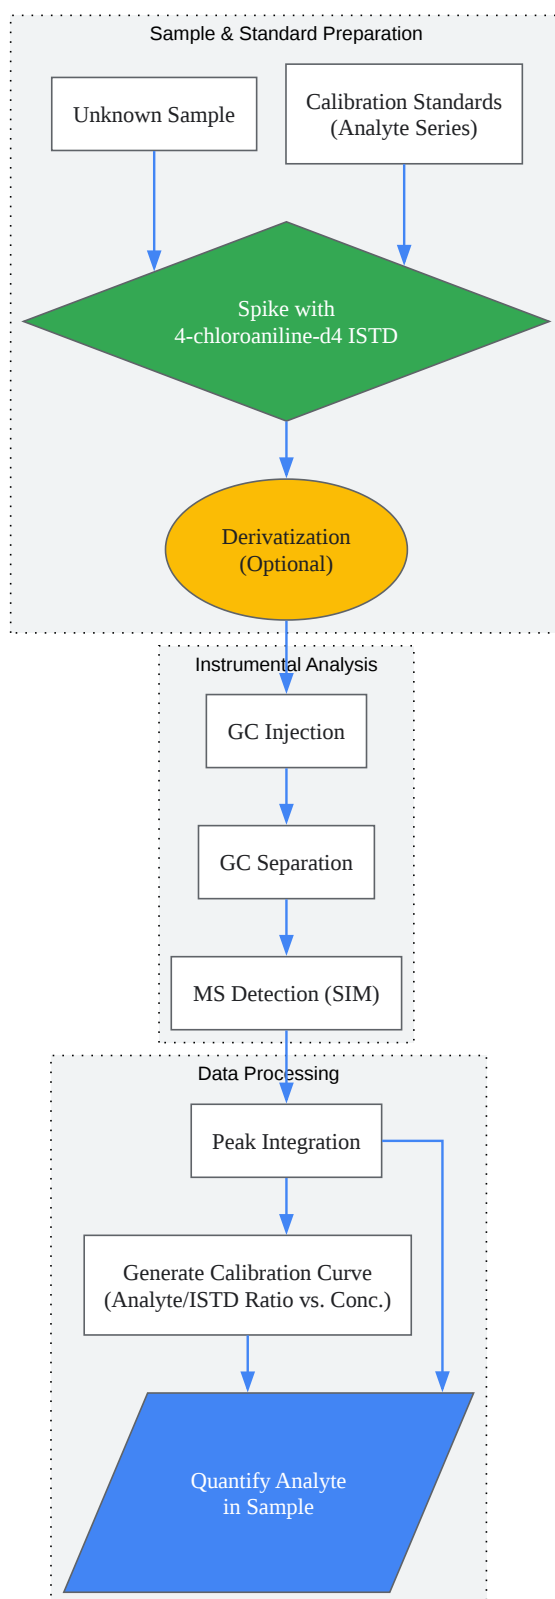 Sample & Standard Preparation
Unknown Sample
Calibration Standards
(Analyte Series)
Spike with
4-chloroaniline-d4 ISTD
Derivatization
(Optional)
Instrumental Analysis
GC Injection
GC Separation
MS Detection (SIM)
Data Processing
Peak Integration
Generate Calibration Curve
(Analyte/ISTD Ratio vs. Conc.)
Quantify Analyte
in Sample